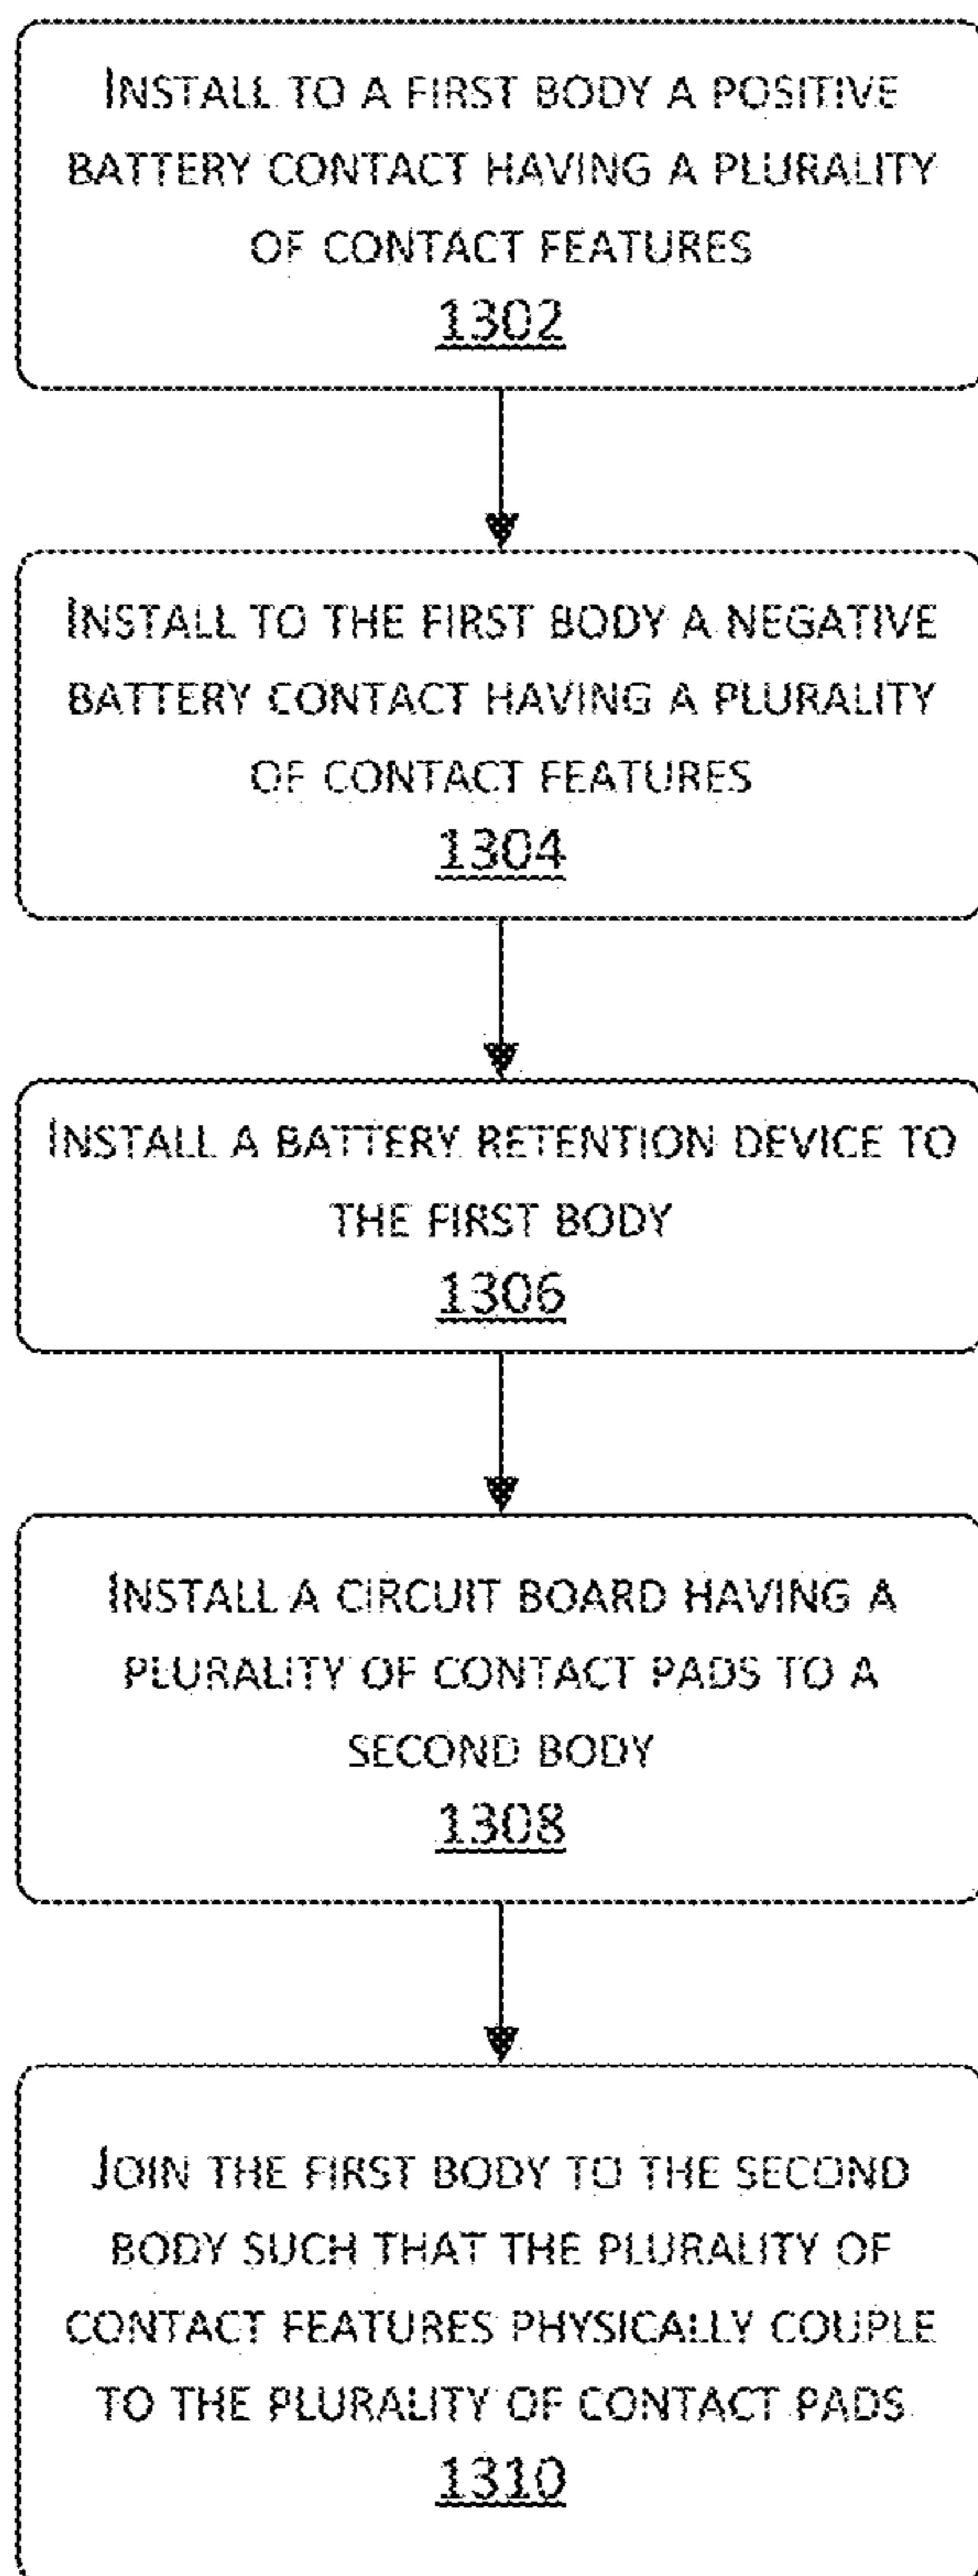 INSTALL TO A FIRST BODY A POSITIVE
BATTERY CONTACT HAVING A PLURALITY
OF CONTACT FEATURES
1302
INSTALL TO THE FIRST BODY A NEGATIVE
BATTERY CONTACT HAVING A PLURALITY
OF CONTACT FEATURES
1304
INSTALL A BATTERY RETENTION DEVICE TO
THE FIRST BODY
1306
INSTALL A CIRCUIT BOARD HAVING A
PLURALITY OF CONTACT PADS TO A
SECOND BODY
1308
JOIN THE FIRST BODY TO THE SECOND
BODY SUCH THAT THE PLURALITY OF
CONTACT FEATURES PHYSICALLY COUPLE
TO THE PLURALITY OF CONTACT PADS
1310